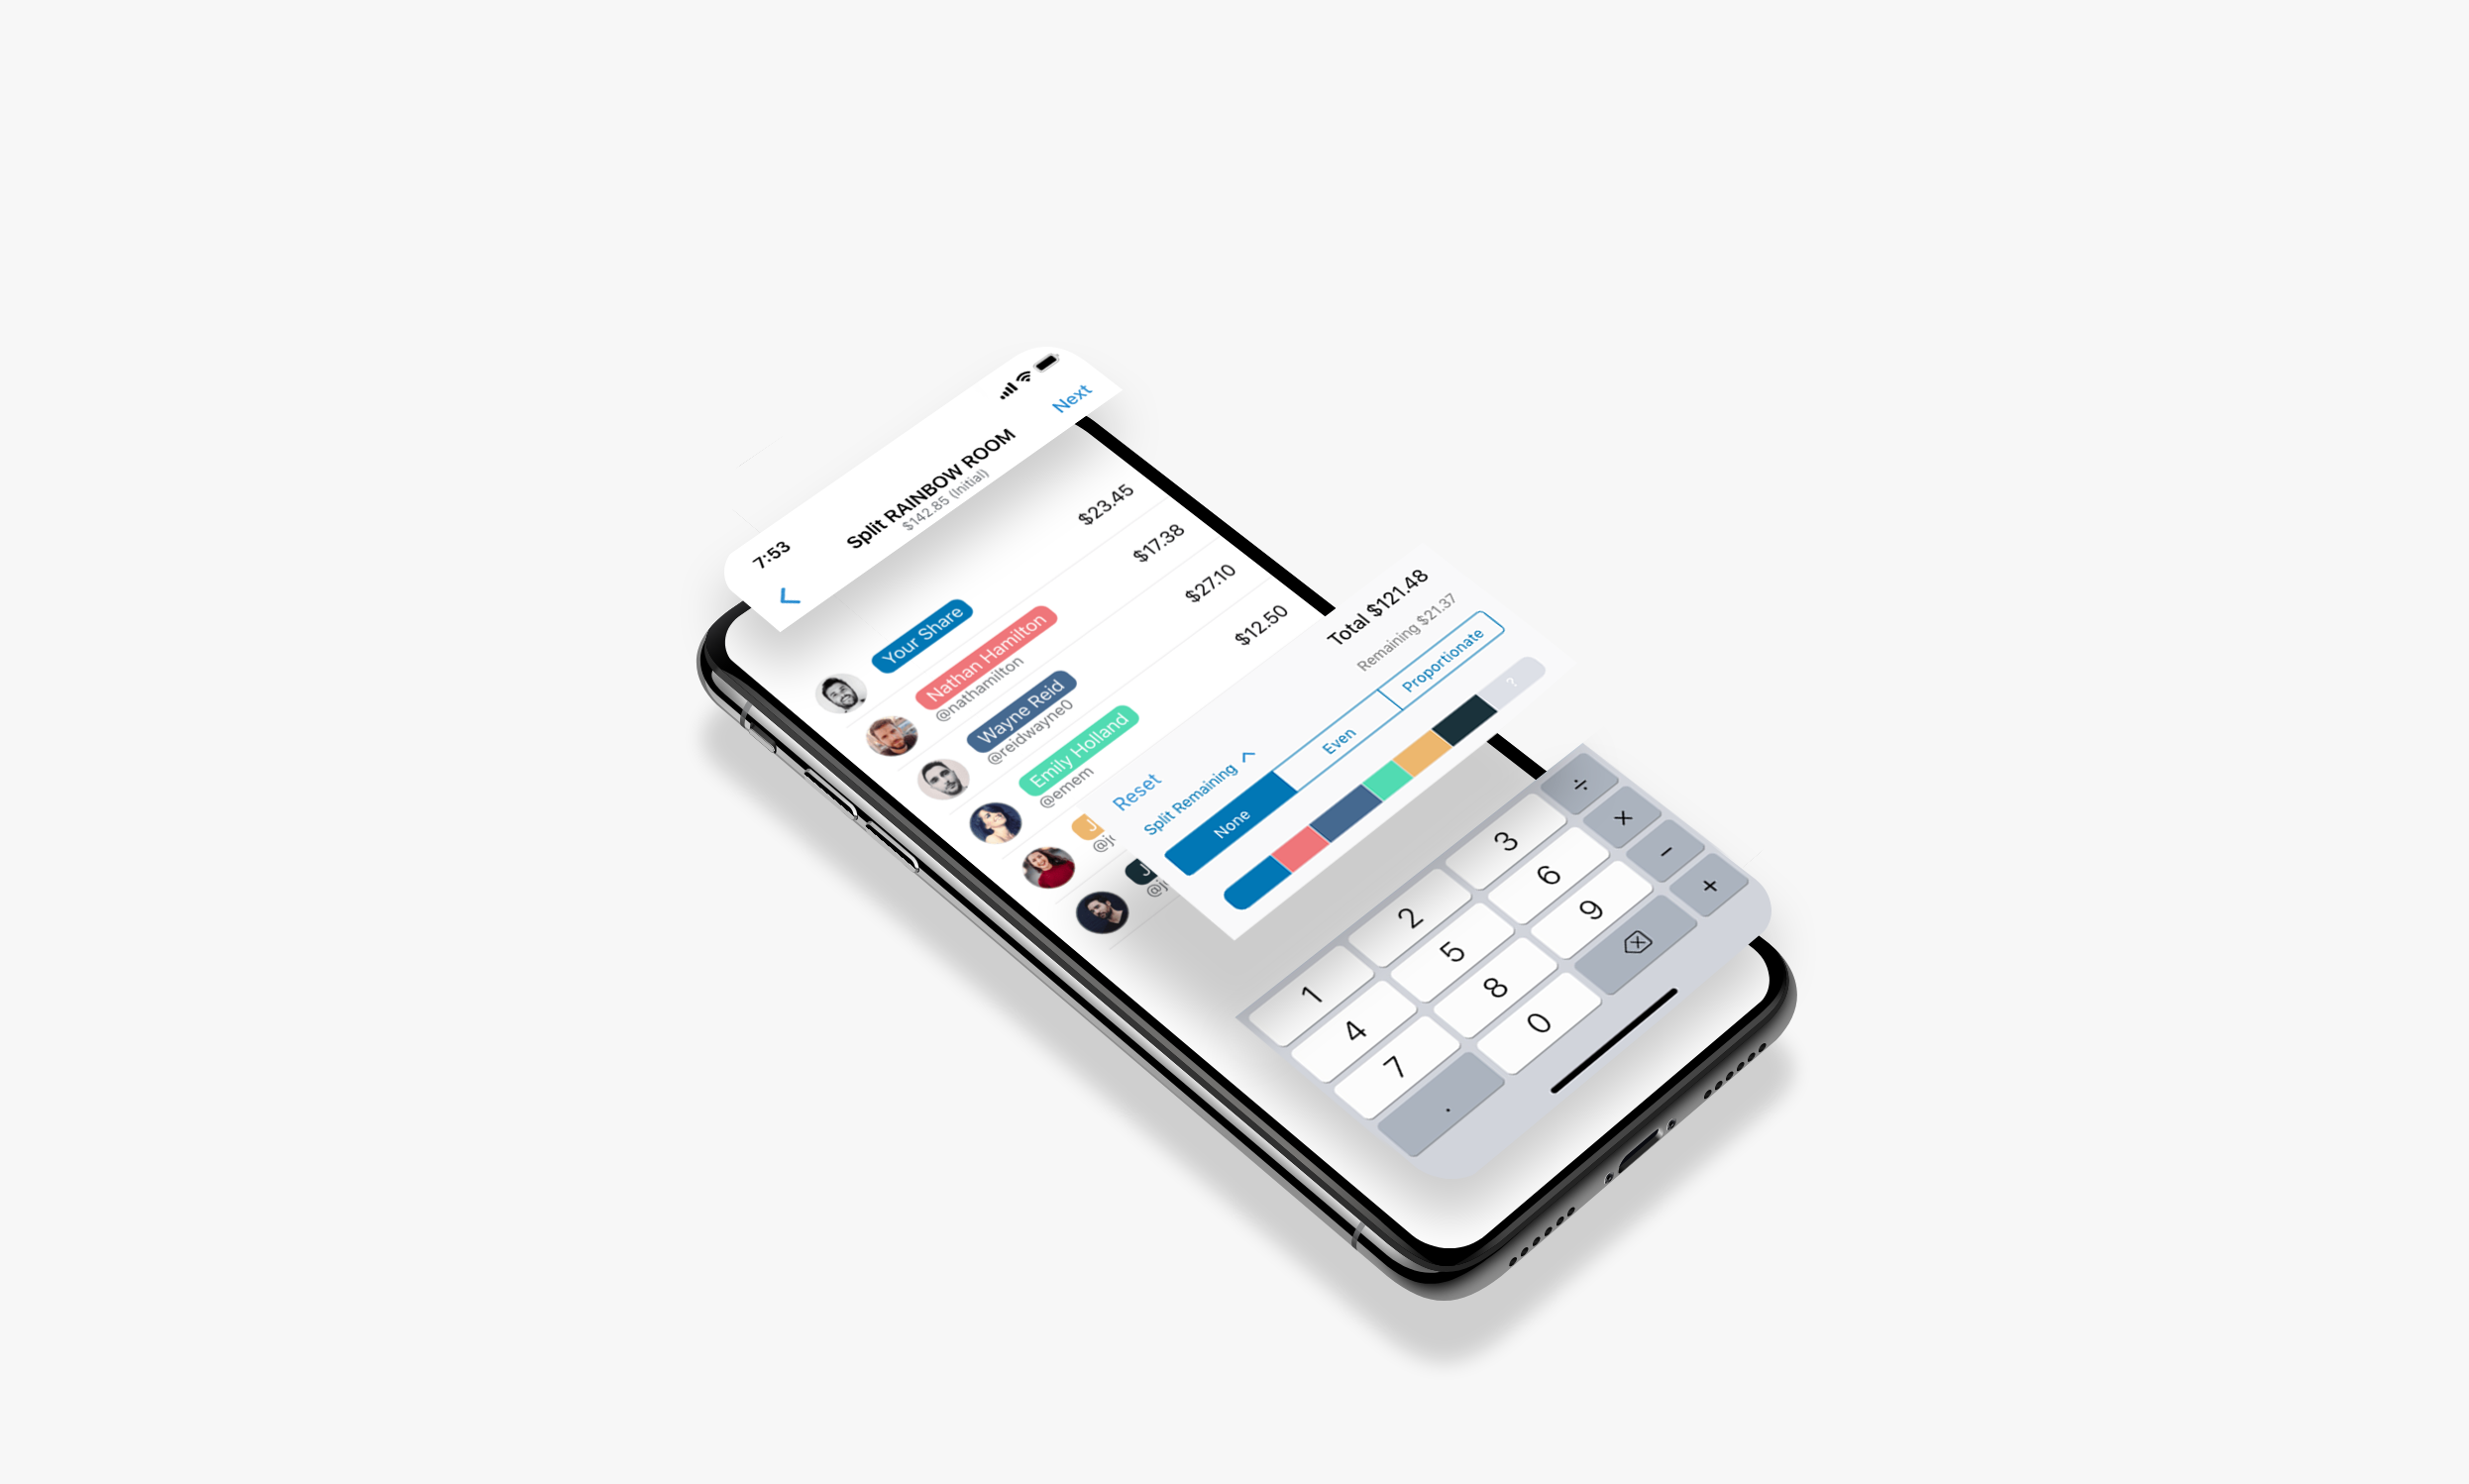 7:53
Next
Split RAINBOW ROOM
$142.85 (Initial)
Your Share
$23.45
Nathan Hamilton
@nathamilton
$17.38
Wayne Reid
@reidwayne0
$27.10
Emily Holland
@emem
$12.50
J
@j
J
@j
Reset
Total $121.48
Split Remaining
Remaining $21.37
None
Even
Proportionate
?
1 2 3 ÷
4 5 6 ×
7 8 9 −
. 0 +